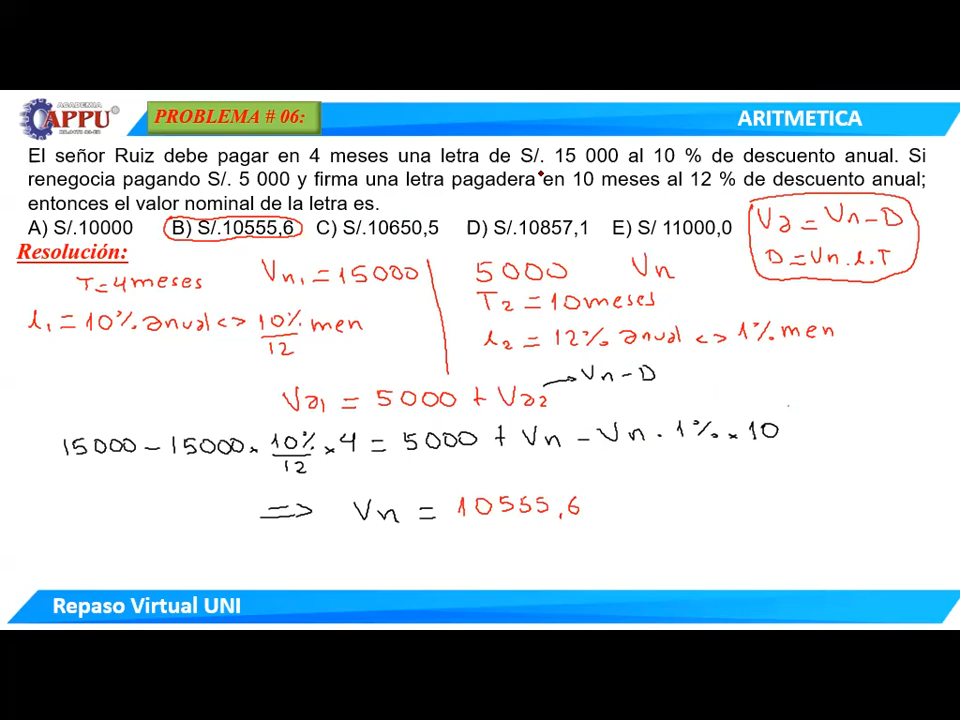 ACADEMIA
APPU®
PROBLEMA # 06:
ARITMETICA
El señor Ruiz debe pagar en 4 meses una letra de S/. 15 000 al 10 % de descuento anual. Si
renegocia pagando S/. 5 000 y firma una letra pagadera en 10 meses al 12 % de descuento anual;
entonces el valor nominal de la letra es.
A) S/.10000 B) S/.10555,6 C) S/.10650,5 D) S/.10857,1 E) S/ 11000,0
Va = Vn - D
D = Vn . i . T
Resolución:
T = 4 meses Vn₁ = 15000
i₁ = 10% anual <> 10%/12 men
5000 Vn
T₂ = 10 meses
i₂ = 12% anual <> 1% men
Va₁ = 5000 + Va₂ → Vn - D
15000 - 15000 × 10%/12 × 4 = 5000 + Vn - Vn . 1% × 10
=> Vn = 10555,6
Repaso Virtual UNI